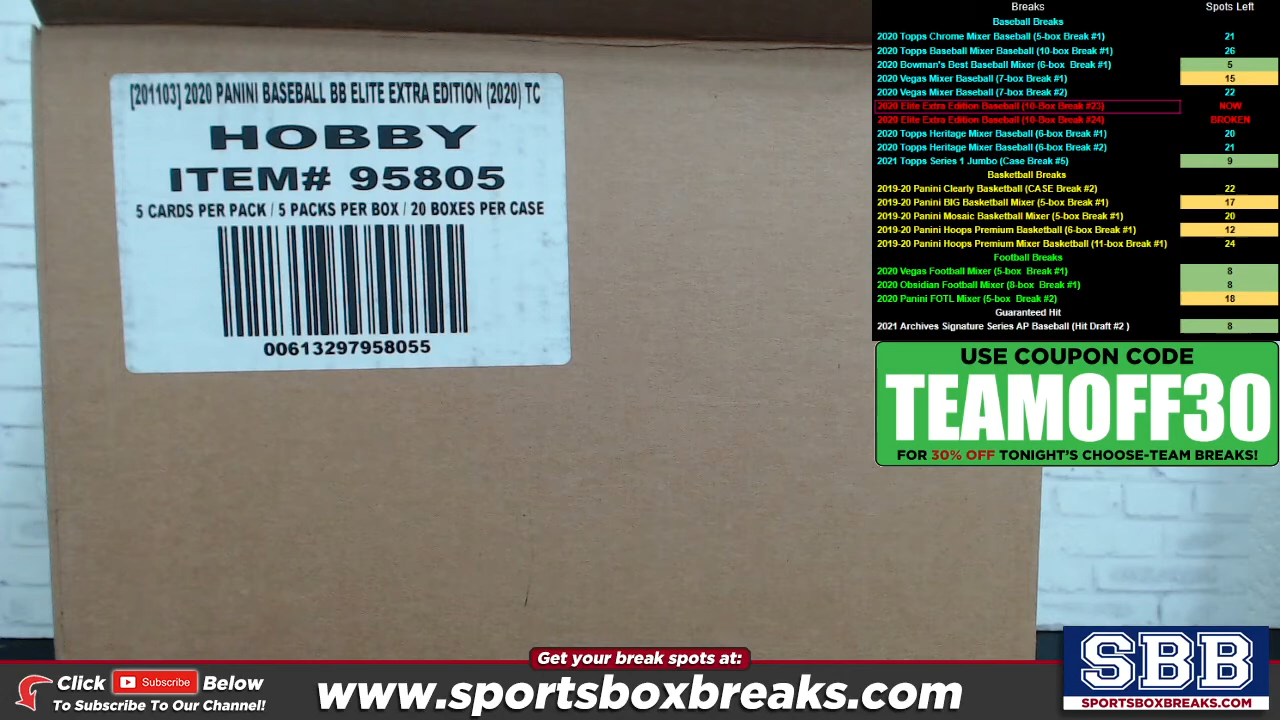 [201103] 2020 PANINI BASEBALL BB ELITE EXTRA EDITION (2020) TC
HOBBY
ITEM# 95805
5 CARDS PER PACK / 5 PACKS PER BOX / 20 BOXES PER CASE
00613297958055
Breaks Spots Left
Baseball Breaks
2020 Topps Chrome Mixer Baseball (5-box Break #1) 21
2020 Topps Baseball Mixer Baseball (10-box Break #1) 26
2020 Bowman's Best Baseball Mixer (6-box Break #1) 5
2020 Vegas Mixer Baseball (7-box Break #1) 15
2020 Vegas Mixer Baseball (7-box Break #2) 22
2020 Elite Extra Edition Baseball (10-Box Break #23) NOW
2020 Elite Extra Edition Baseball (10-Box Break #24) BROKEN
2020 Topps Heritage Mixer Baseball (6-box Break #1) 20
2020 Topps Heritage Mixer Baseball (6-box Break #2) 21
2021 Topps Series 1 Jumbo (Case Break #5) 9
Basketball Breaks
2019-20 Panini Clearly Basketball (CASE Break #2) 22
2019-20 Panini BIG Basketball Mixer (5-box Break #1) 17
2019-20 Panini Mosaic Basketball Mixer (5-box Break #1) 20
2019-20 Panini Hoops Premium Basketball (6-box Break #1) 12
2019-20 Panini Hoops Premium Mixer Basketball (11-box Break #1) 24
Football Breaks
2020 Vegas Football Mixer (5-box Break #1) 8
2020 Obsidian Football Mixer (8-box Break #1) 8
2020 Panini FOTL Mixer (5-box Break #2) 18
Guaranteed Hit
2021 Archives Signature Series AP Baseball (Hit Draft #2 ) 8
USE COUPON CODE
TEAMOFF30
FOR 30% OFF TONIGHT'S CHOOSE-TEAM BREAKS!
Get your break spots at:
Click Subscribe Below
To Subscribe To Our Channel!
www.sportsboxbreaks.com
SBB
SPORTSBOXBREAKS.COM